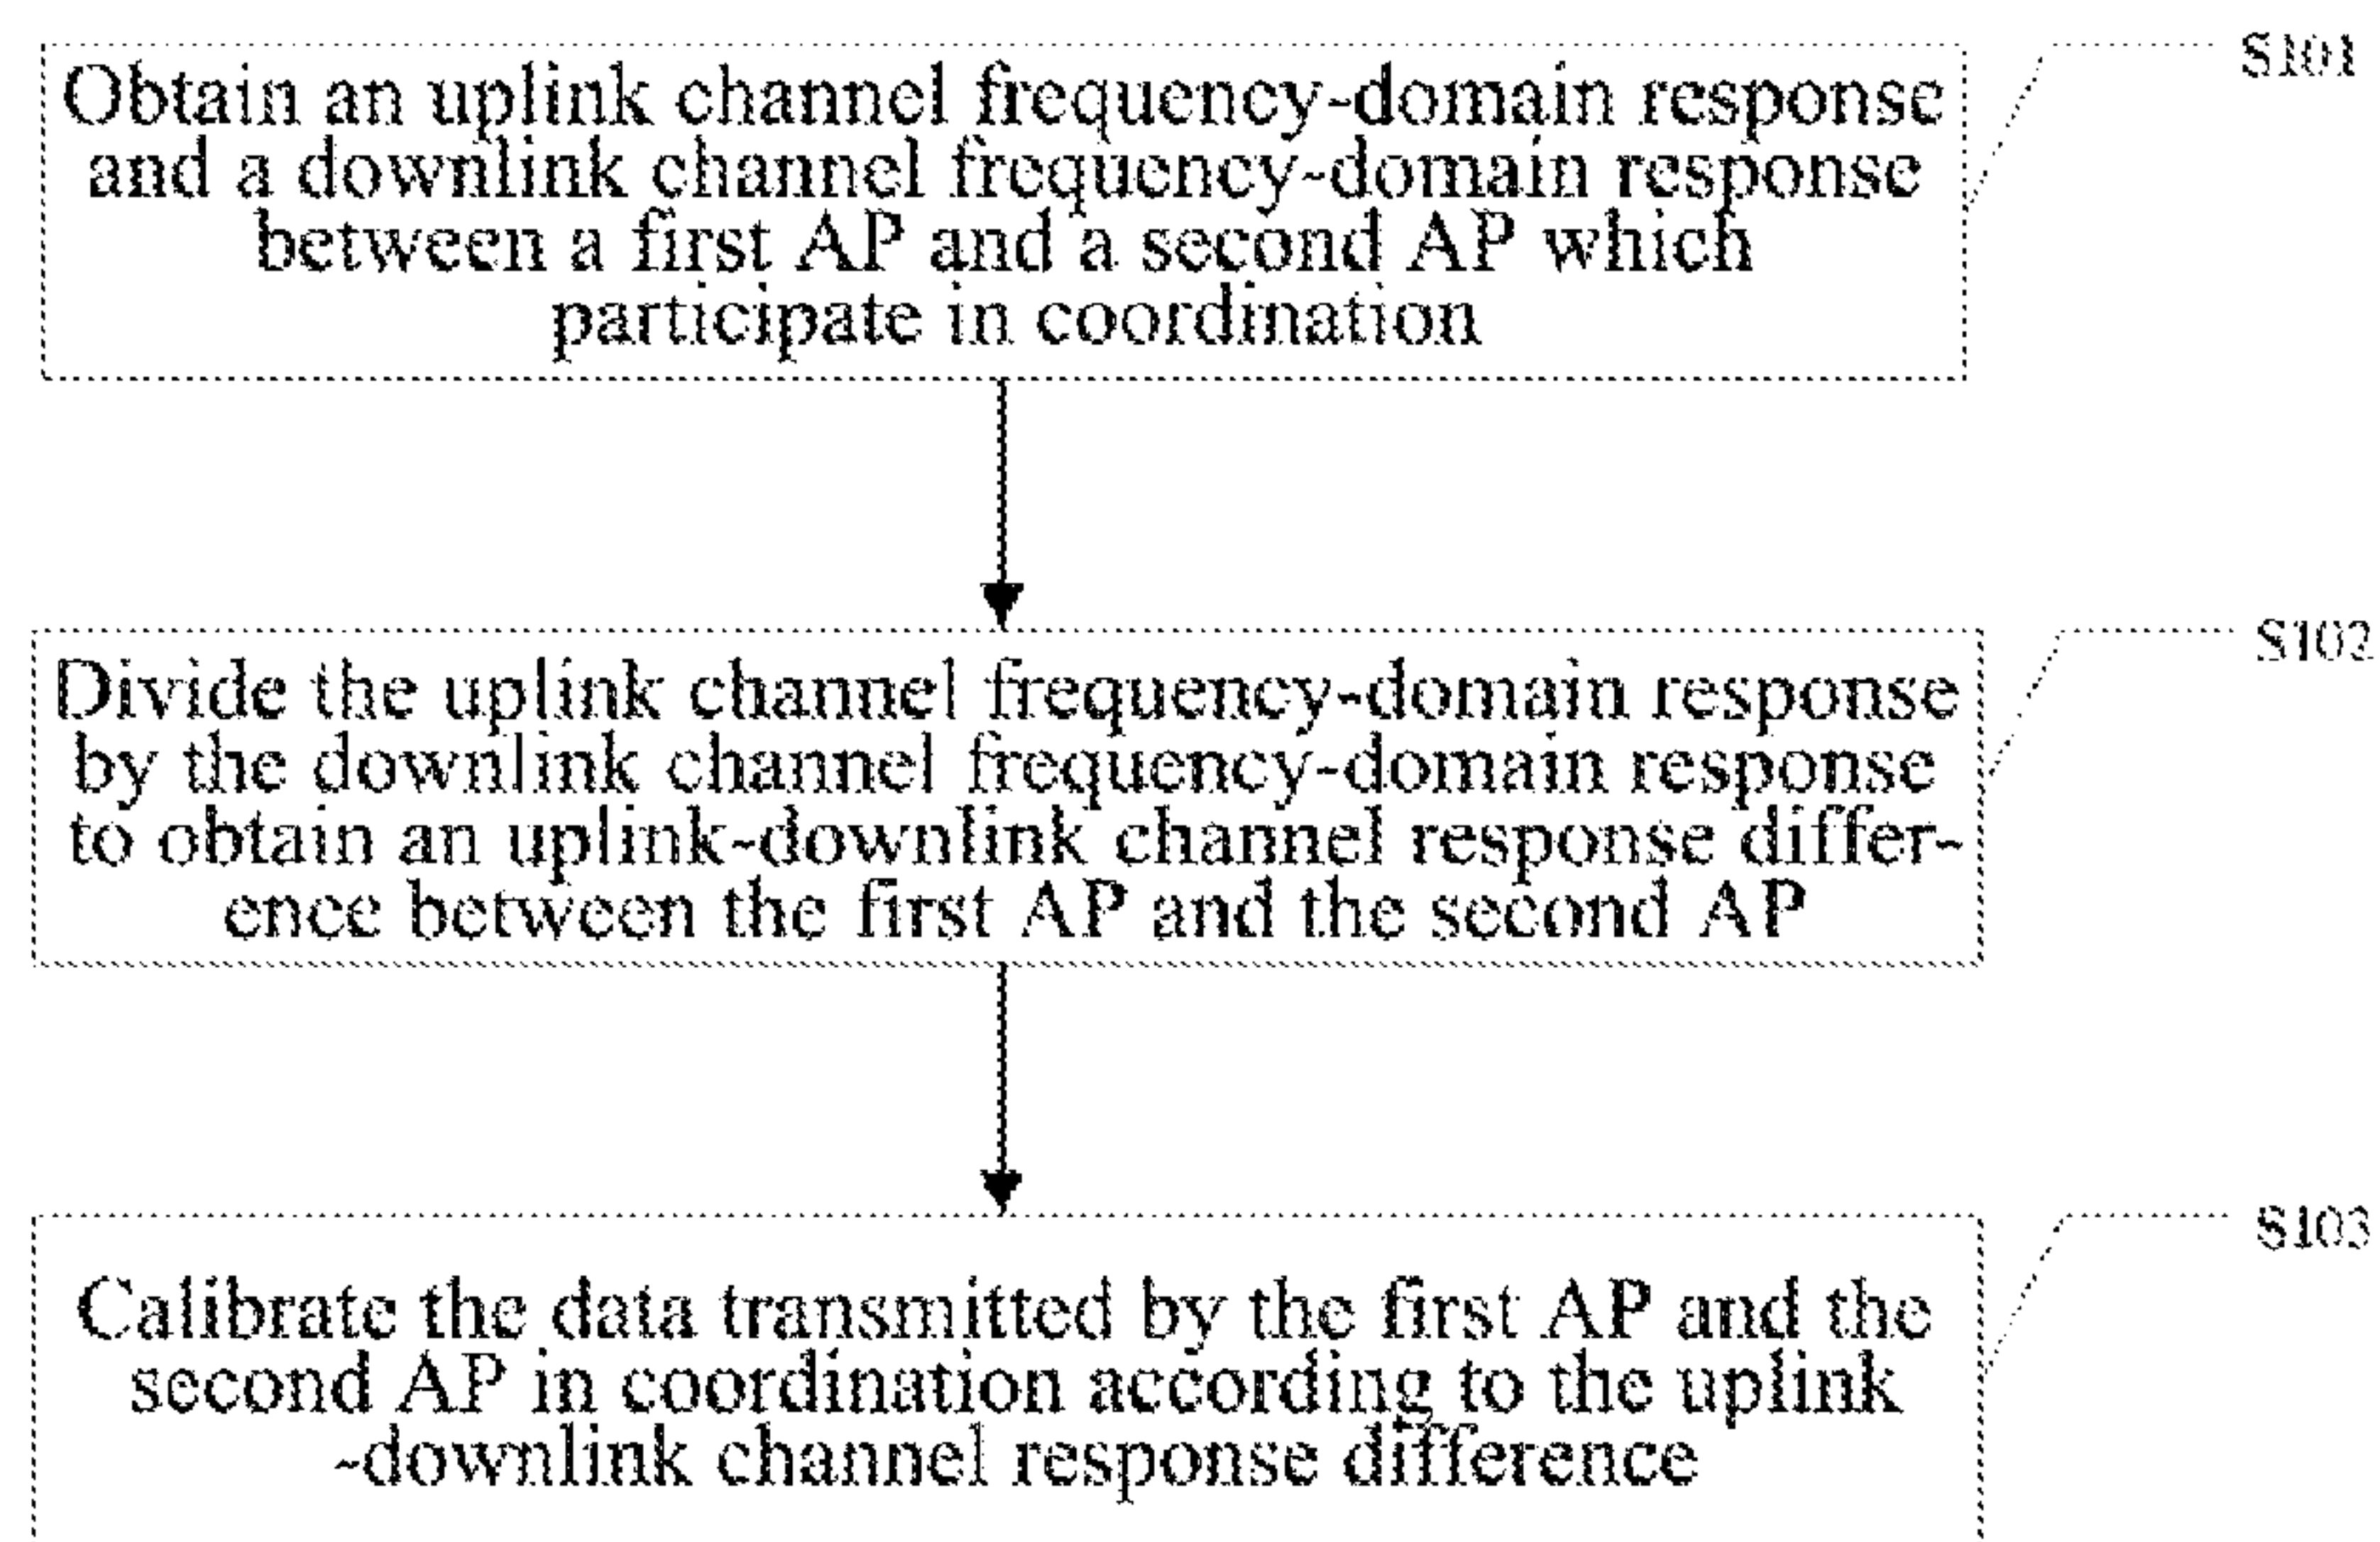 S101
Obtain an uplink channel frequency-domain response
and a downlink channel frequency-domain response
between a first AP and a second AP which
participate in coordination
S102
Divide the uplink channel frequency-domain response
by the downlink channel frequency-domain response
to obtain an uplink-downlink channel response differ-
ence between the first AP and the second AP
S103
Calibrate the data transmitted by the first AP and the
second AP in coordination according to the uplink
-downlink channel response difference